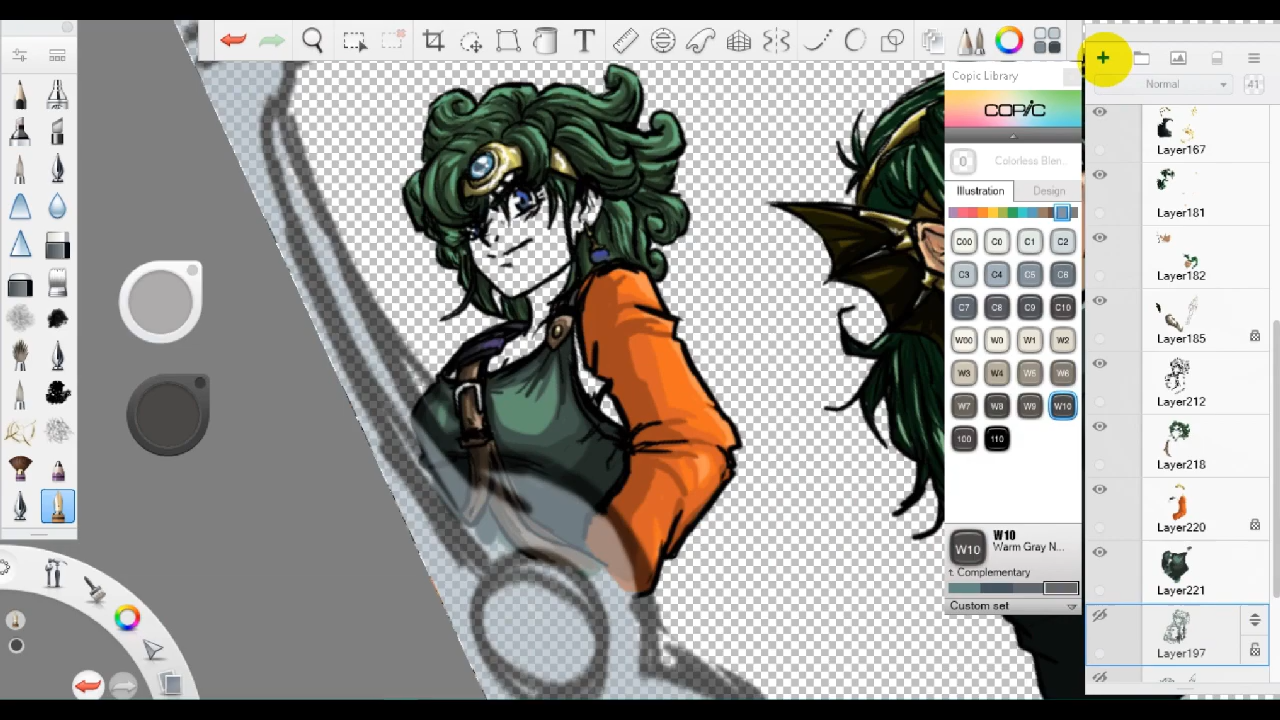 T
Copic Library
COPIC
0 Colorless Blen...
Illustration Design
C00 C0 C1 C2
C3 C4 C5 C6
C7 C8 C9 C10
W00 W0 W1 W2
W3 W4 W5 W6
W7 W8 W9 W10
100 110
W10 W10
Warm Gray N...
1. Complementary
Custom set
Normal 41
Layer167
Layer181
Layer182
Layer185
Layer212
Layer218
Layer220
Layer221
Layer197